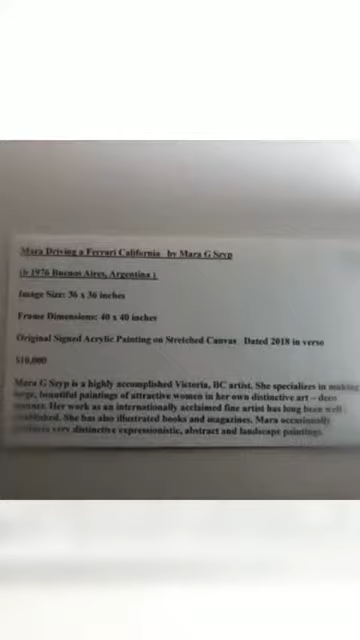 Mara Driving a Ferrari California by Mara G Szyp
(b 1976 Buenos Aires, Argentina )
Image Size: 36 x 36 inches
Frame Dimensions: 40 x 40 inches
Original Signed Acrylic Painting on Stretched Canvas Dated 2018 in verso
$10,000
Mara G Szyp is a highly accomplished Victoria, BC artist. She specializes in making
large, beautiful paintings of attractive women in her own distinctive art – deco
manner. Her work as an internationally acclaimed fine artist has long been well
established. She has also illustrated books and magazines. Mara occasionally
very distinctive expressionistic, abstract and landscape paintings.